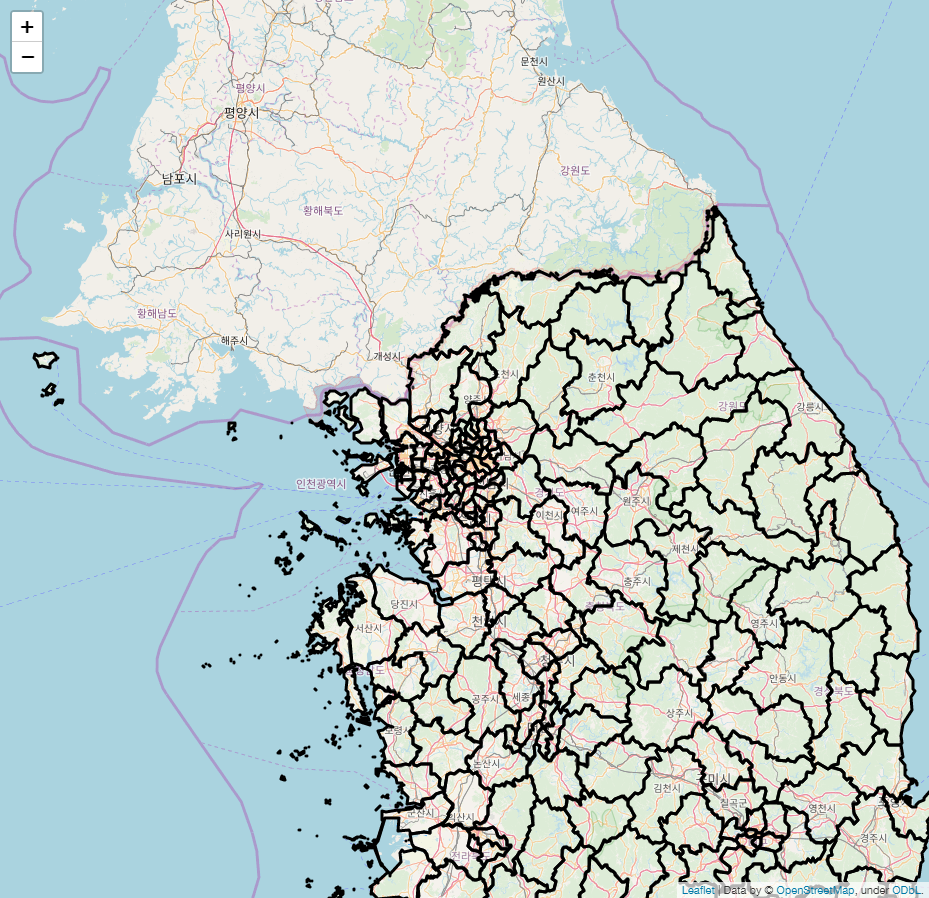 +
−
문천시
원산시
평양시
평양시
강원도
남포시
황해북도
사리원시
황해남도
해주시
개성시
춘천시
강원도
강릉시
인천광역시
원주시
이천시
여주시
제천시
평택시
충주시
당진시
영주시
서산시
안동시
공주시
세종
상주시
보령시
논산시
구미시
김천시
칠곡군
영천시
군산시
익산시
경주시
전라북도
Leaflet | Data by © OpenStreetMap, under ODbL.